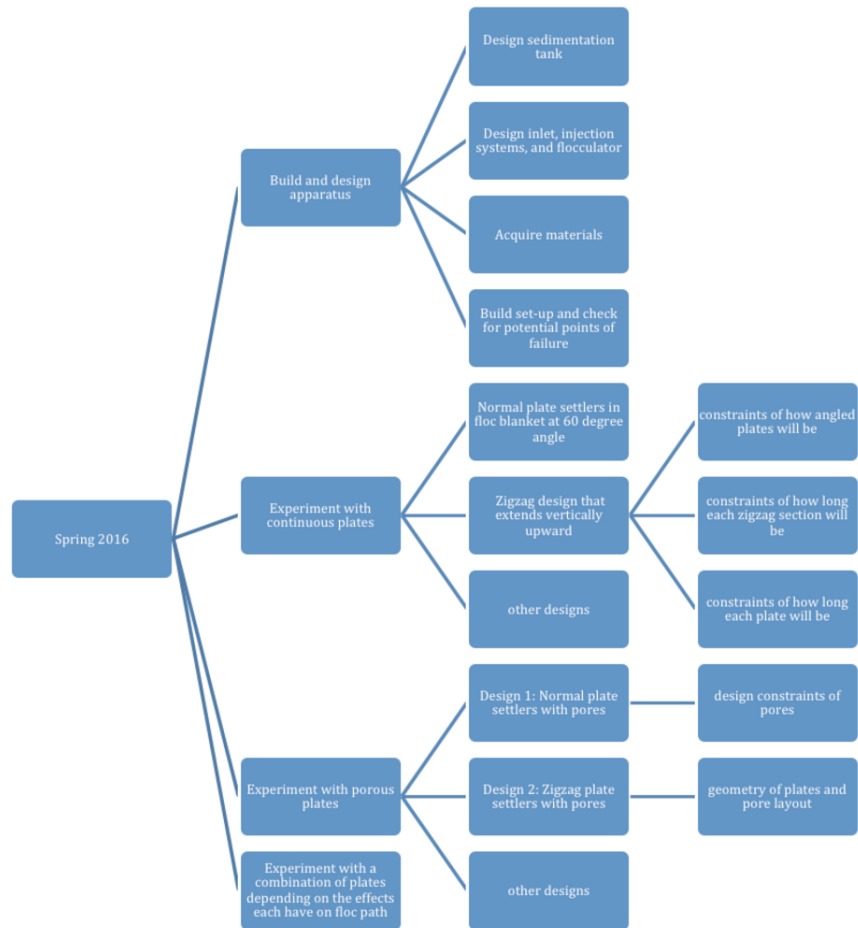 Design sedimentation
tank
Design inlet, injection
systems, and flocculator
Build and design
apparatus
Acquire materials
Build set-up and check
for potential points of
failure
Normal plate settlers in
floc blanket at 60 degree
angle
constraints of how angled
plates will be
Spring 2016
Experiment with
continuous plates
Zigzag design that
extends vertically
upward
constraints of how long
each zigzag section will
be
other designs
constraints of how long
each plate will be
Design 1: Normal plate
settlers with pores
design constraints of
pores
Experiment with porous
plates
Design 2: Zigzag plate
settlers with pores
geometry of plates and
pore layout
Experiment with a
combination of plates
depending on the effects
each have on floc path
other designs